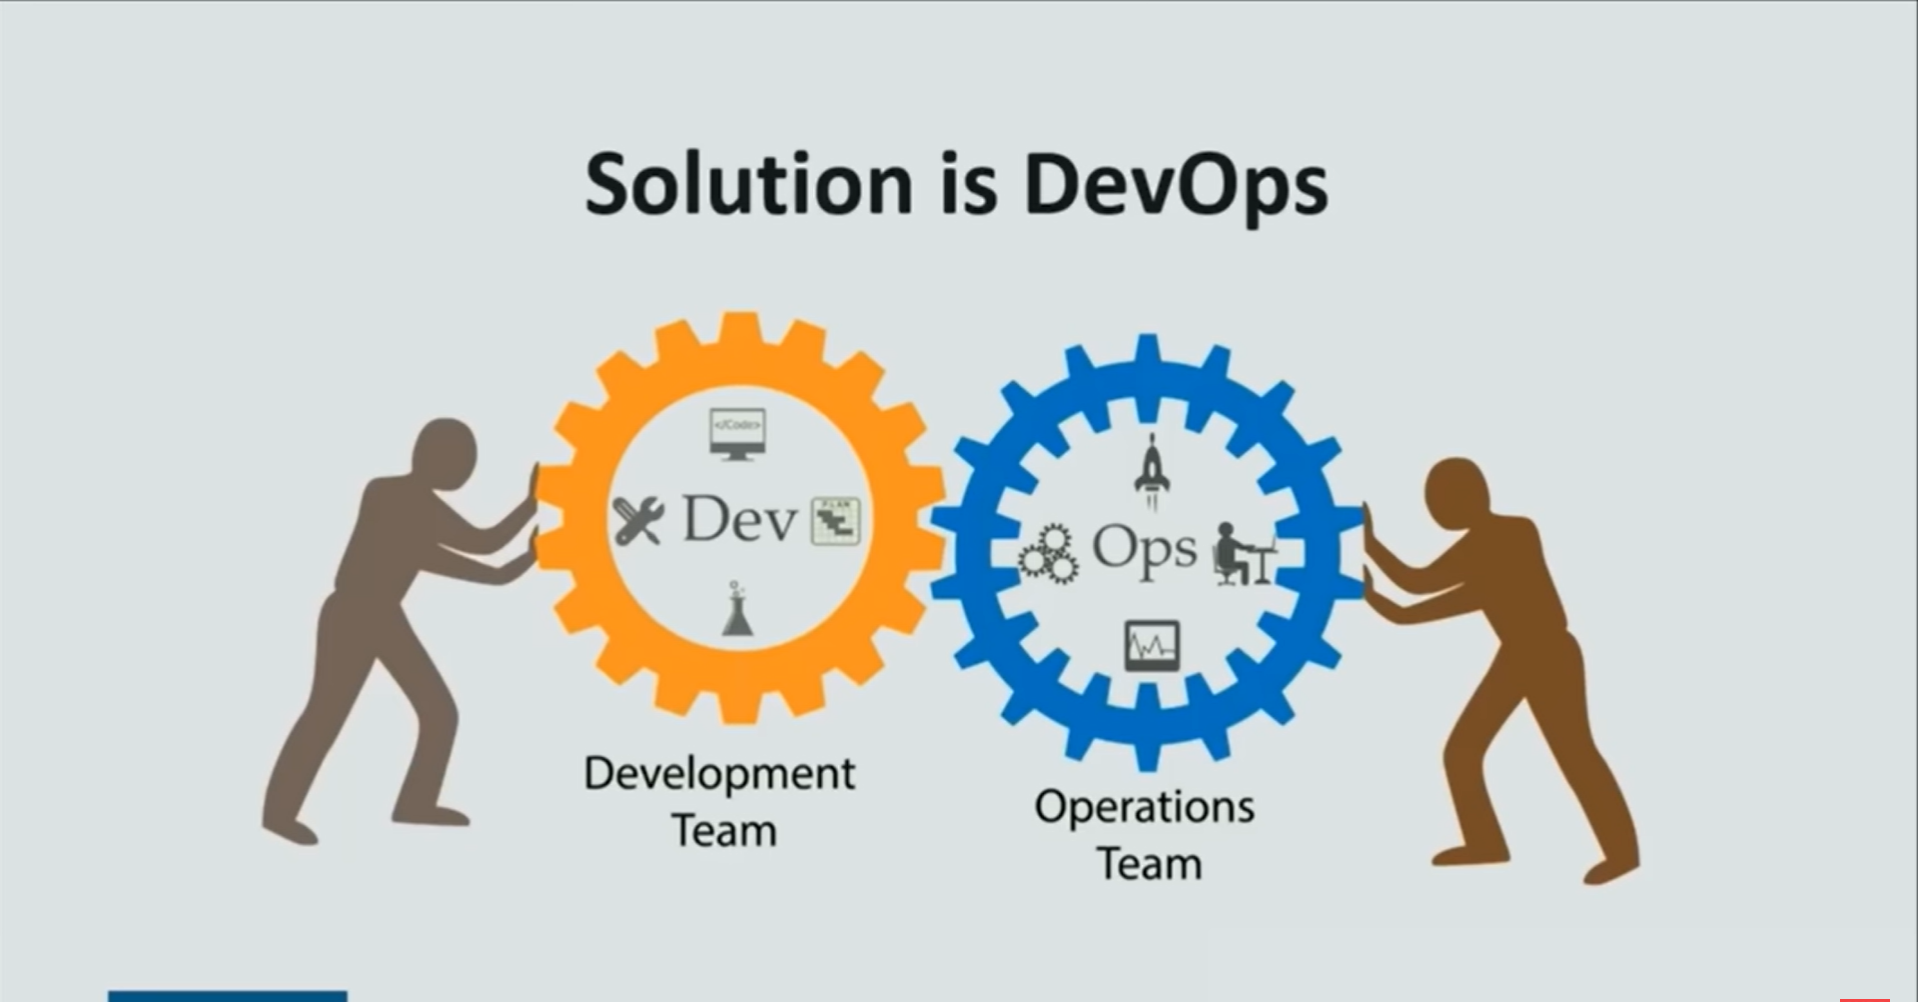 Solution is DevOps
</Code>
Dev
PLAN
Ops
Development
Team
Operations
Team